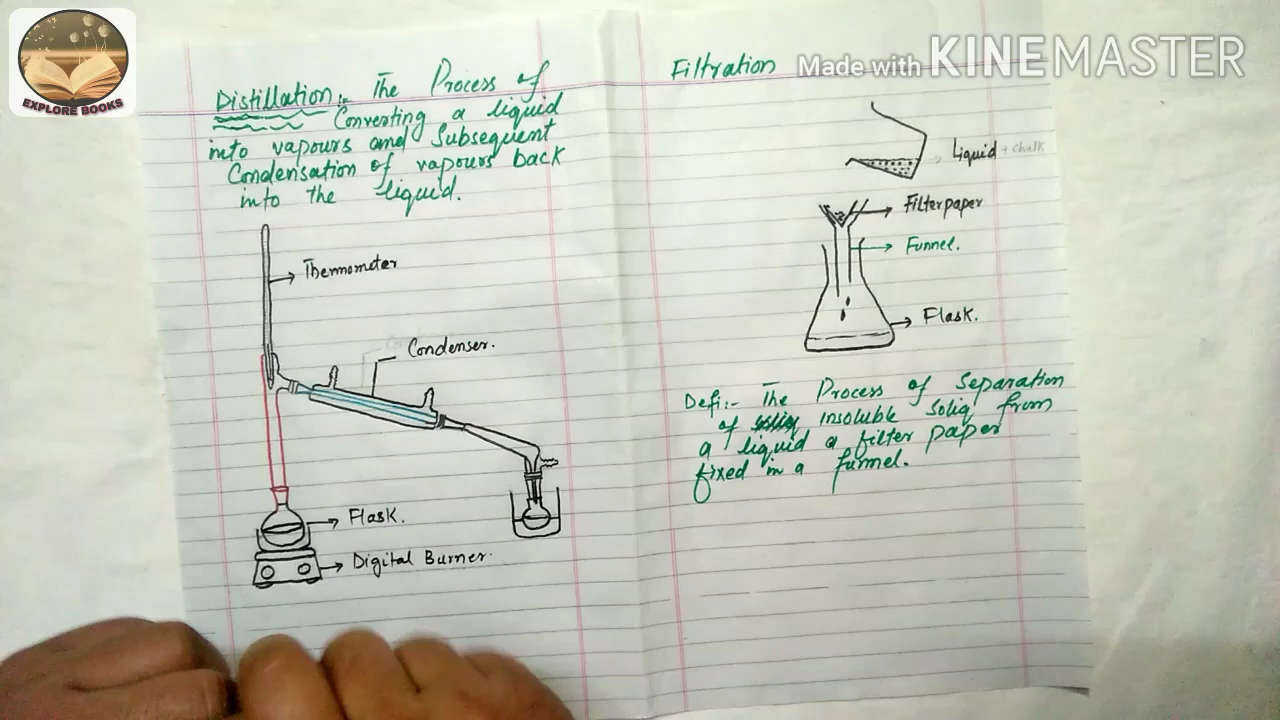 EXPLORE BOOKS
Made with KINEMASTER
Distillation:- The Process of
Converting a liquid
into vapours and Subsequent
Condensation of vapours back
into the liquid.
Thermometer
Condenser.
Flask.
Digital Burner.
Filtration
Liquid + chalk
Filterpaper
Funnel.
Flask.
Defi:- The Process of Separation
of insoluble soliq from
a liquid a filter paper
fixed in a funnel.